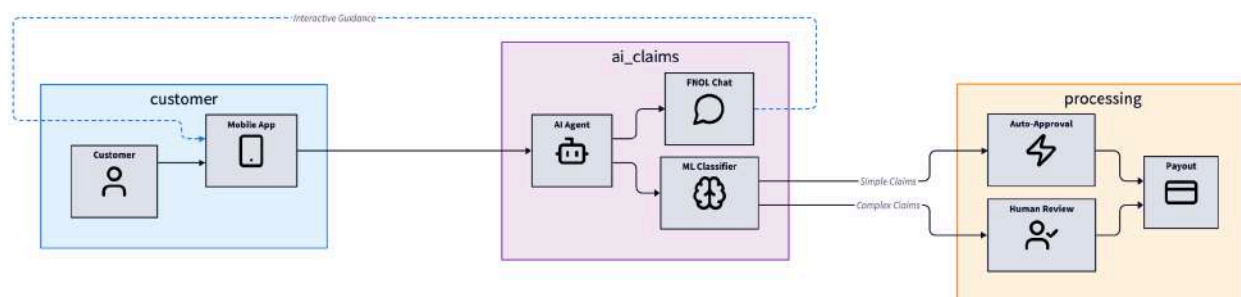 Interactive Guidance
ai_claims
customer
FNOL Chat
processing
Mobile App
AI Agent
Auto-Approval
Customer
ML Classifier
Payout
Simple Claims
Complex Claims
Human Review